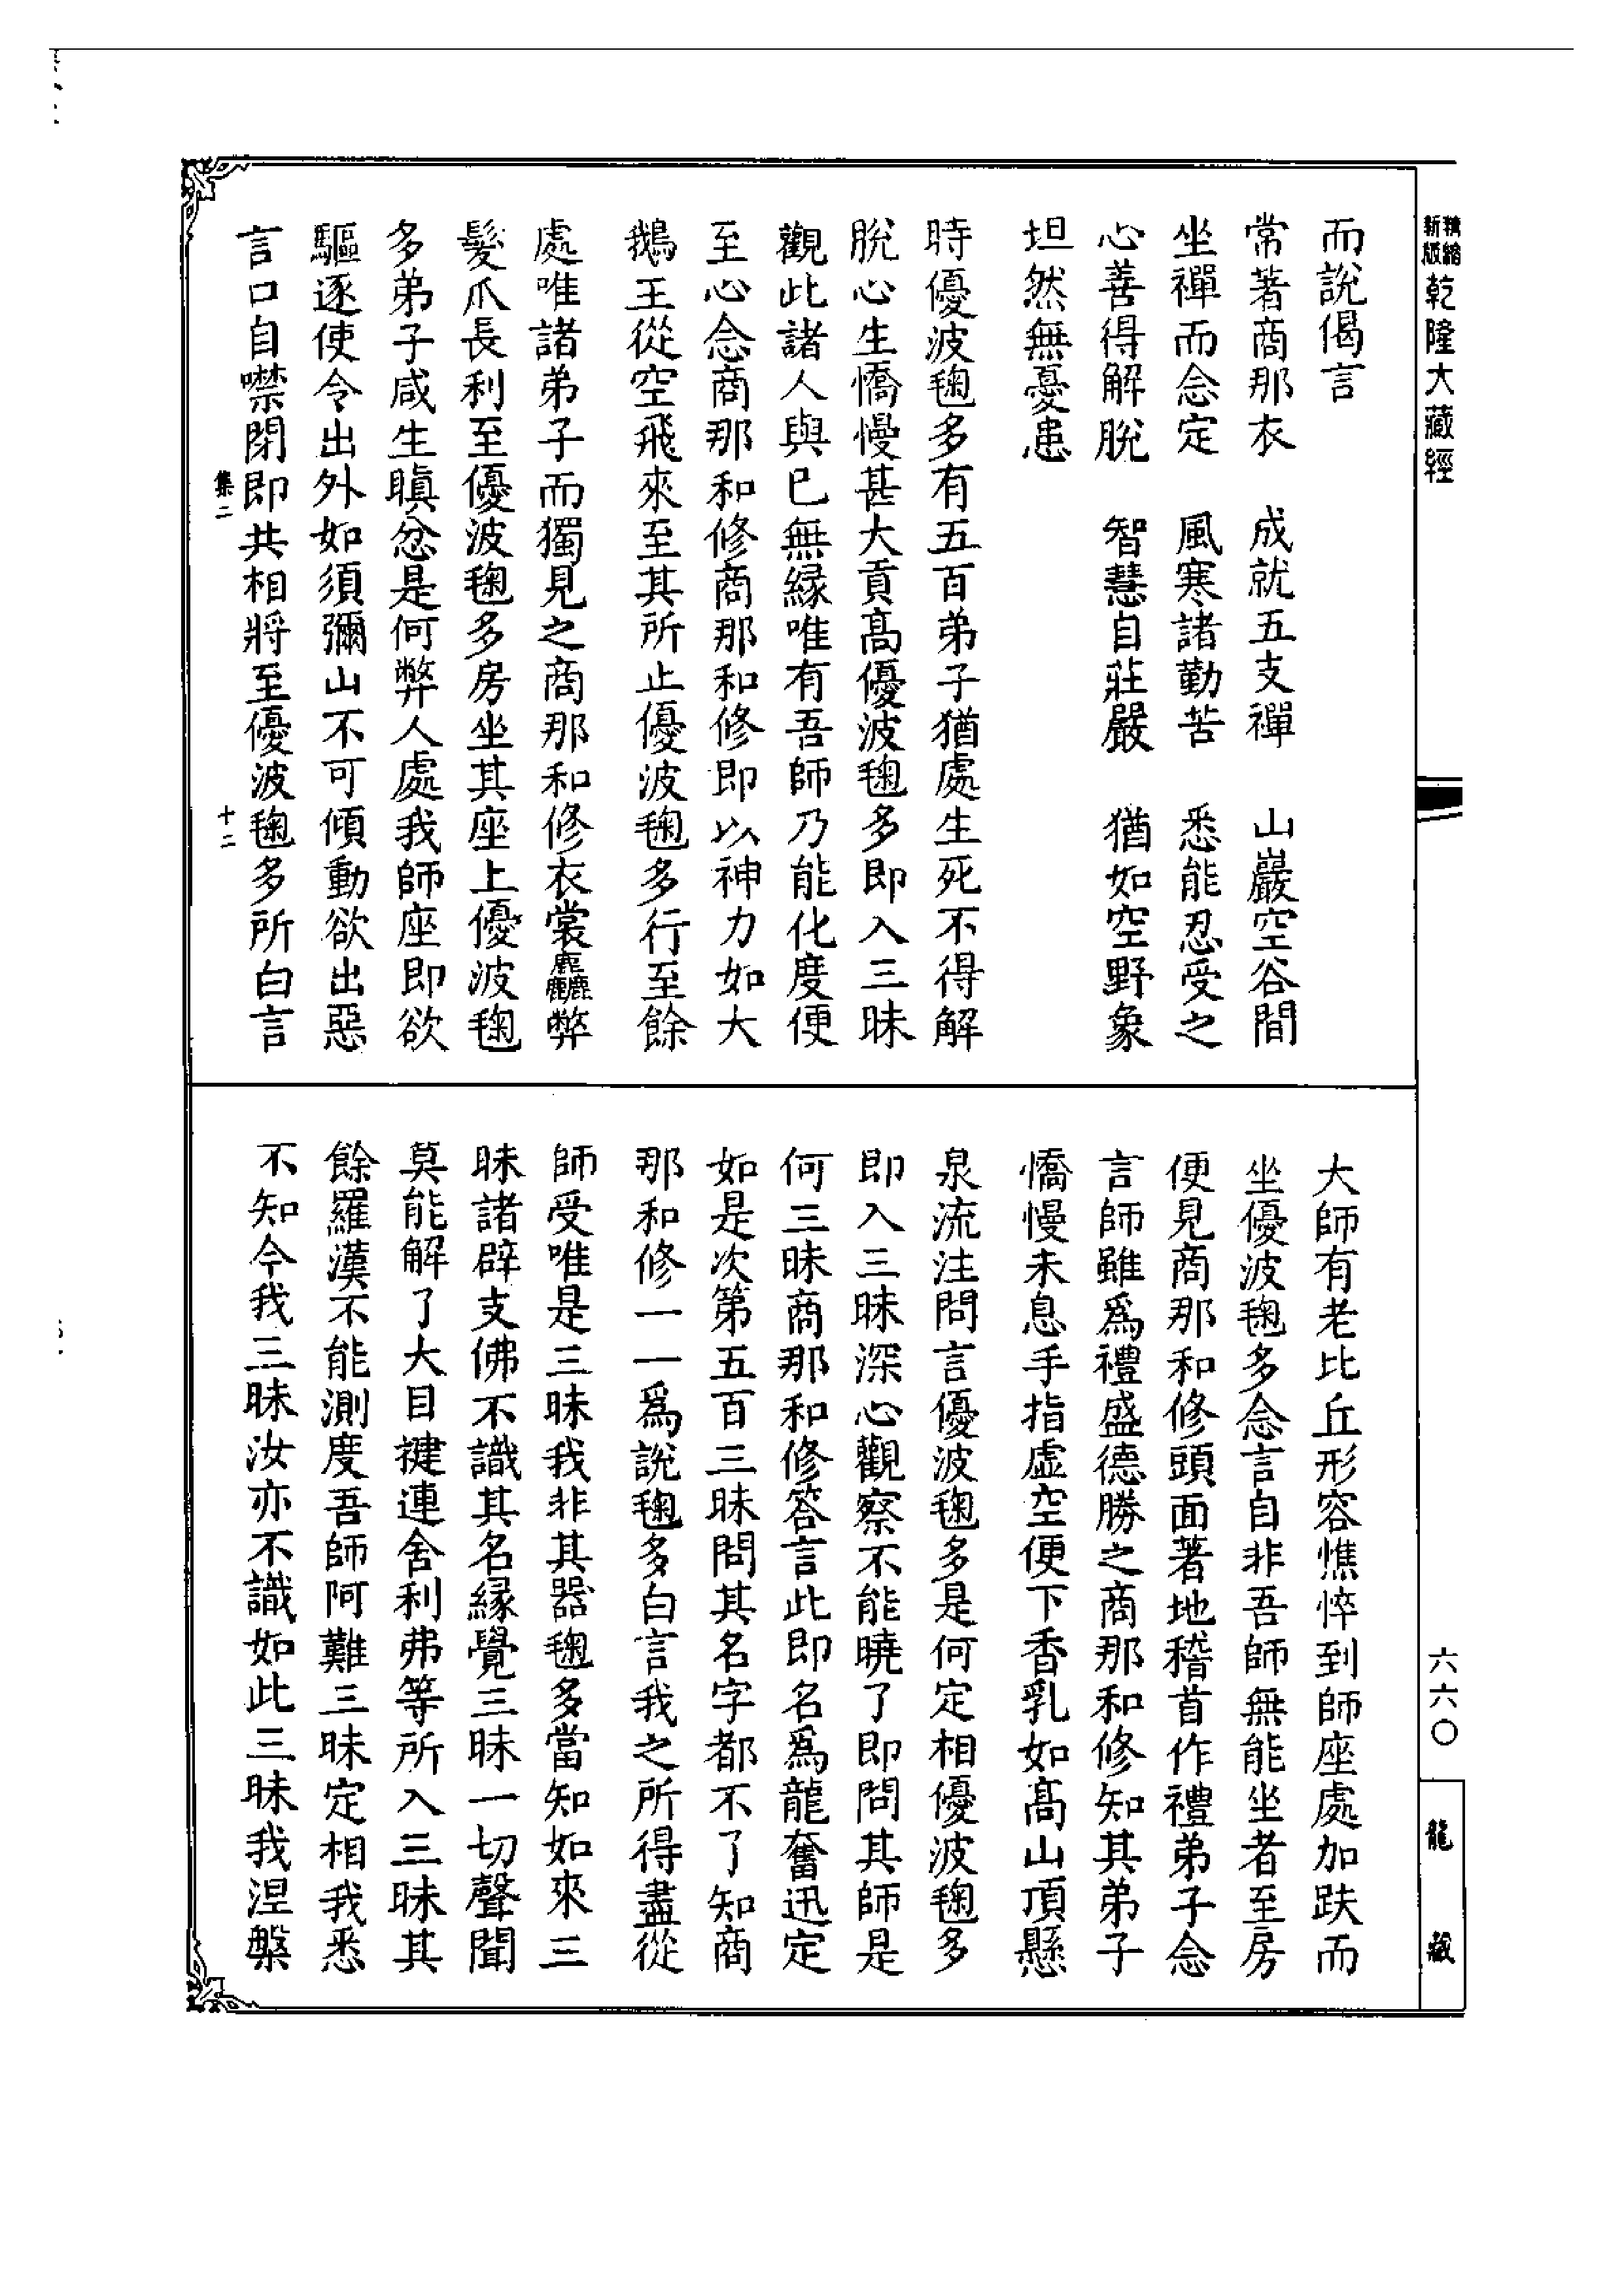 精縮
新版
乾隆大藏經
六六〇
龍藏
而說偈言
常著商那衣　成就五支禪　山巖空谷間
坐禪而念定　風寒諸勤苦　悉能忍受之
心善得解脫　智慧自莊嚴　猶如空野象
坦然無憂患
時優波毱多有五百弟子猶處生死不得解
脫心生憍慢甚大貢高優波毱多即入三昧
觀此諸人與已無緣唯有吾師乃能化度便
至心念商那和修商那和修即以神力如大
鵝王從空飛來至其所止優波毱多行至餘
處唯諸弟子而獨見之商那和修衣裳麤弊
髮爪長利至優波毱多房坐其座上優波毱
多弟子咸生瞋忿是何弊人處我師座即欲
驅逐使令出外如須彌山不可傾動欲出惡
言口自噤閉即共相將至優波毱多所白言
集二
十二
大師有老比丘形容憔悴到師座處加趺而
坐優波毱多念言自非吾師無能坐者至房
便見商那和修頭面著地稽首作禮弟子念
言師雖爲禮盛德勝之商那和修知其弟子
憍慢未息手指虛空便下香乳如高山頂懸
泉流注問言優波毱多是何定相優波毱多
即入三昧深心觀察不能曉了即問其師是
何三昧商那和修答言此即名爲龍奮迅定
如是次第五百三昧問其名字都不了知商
那和修一一爲說毱多白言我之所得盡從
師受唯是三昧我非其器毱多當知如來三
昧諸辟支佛不識其名緣覺三昧一切聲聞
莫能解了大目犍連舍利弗等所入三昧其
餘羅漢不能測度吾師阿難三昧定相我悉
不知今我三昧汝亦不識如此三昧我涅槃